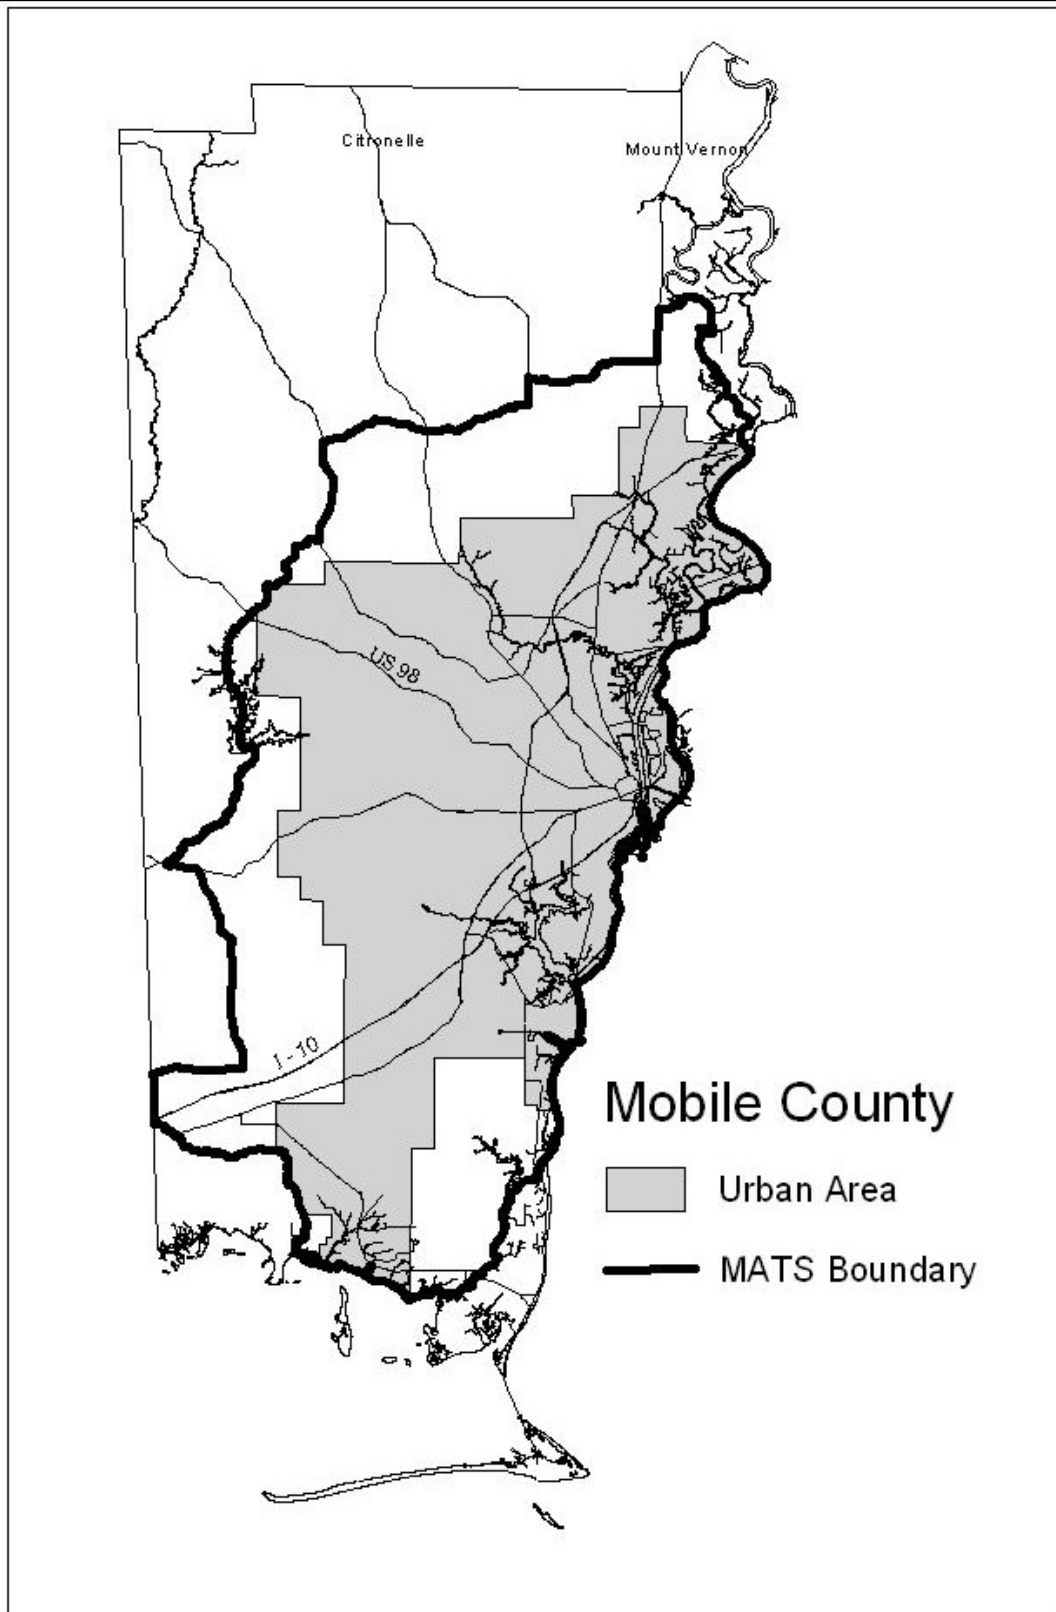 Citronelle
Mount Vernon
US 98
I-10
Mobile County
Urban Area
MATS Boundary